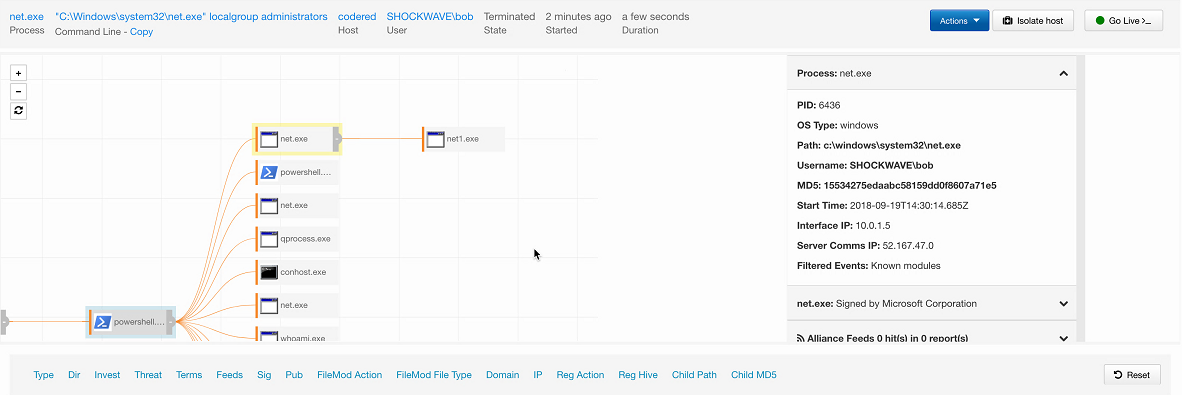 net.exe "C:\Windows\system32\net.exe" localgroup administrators codered SHOCKWAVE\bob Terminated 2 minutes ago a few seconds
Process Command Line - Copy Host User State Started Duration
Actions Isolate host Go Live >_
+
−
net.exe
net1.exe
powershell....
net.exe
qprocess.exe
conhost.exe
net.exe
powershell....
whoami.exe
Process: net.exe
PID: 6436
OS Type: windows
Path: c:\windows\system32\net.exe
Username: SHOCKWAVE\bob
MD5: 15534275edaabc58159dd0f8607a71e5
Start Time: 2018-09-19T14:30:14.685Z
Interface IP: 10.0.1.5
Server Comms IP: 52.167.47.0
Filtered Events: Known modules
net.exe: Signed by Microsoft Corporation
Alliance Feeds 0 hit(s) in 0 report(s)
Type Dir Invest Threat Terms Feeds Sig Pub FileMod Action FileMod File Type Domain IP Reg Action Reg Hive Child Path Child MD5 Reset